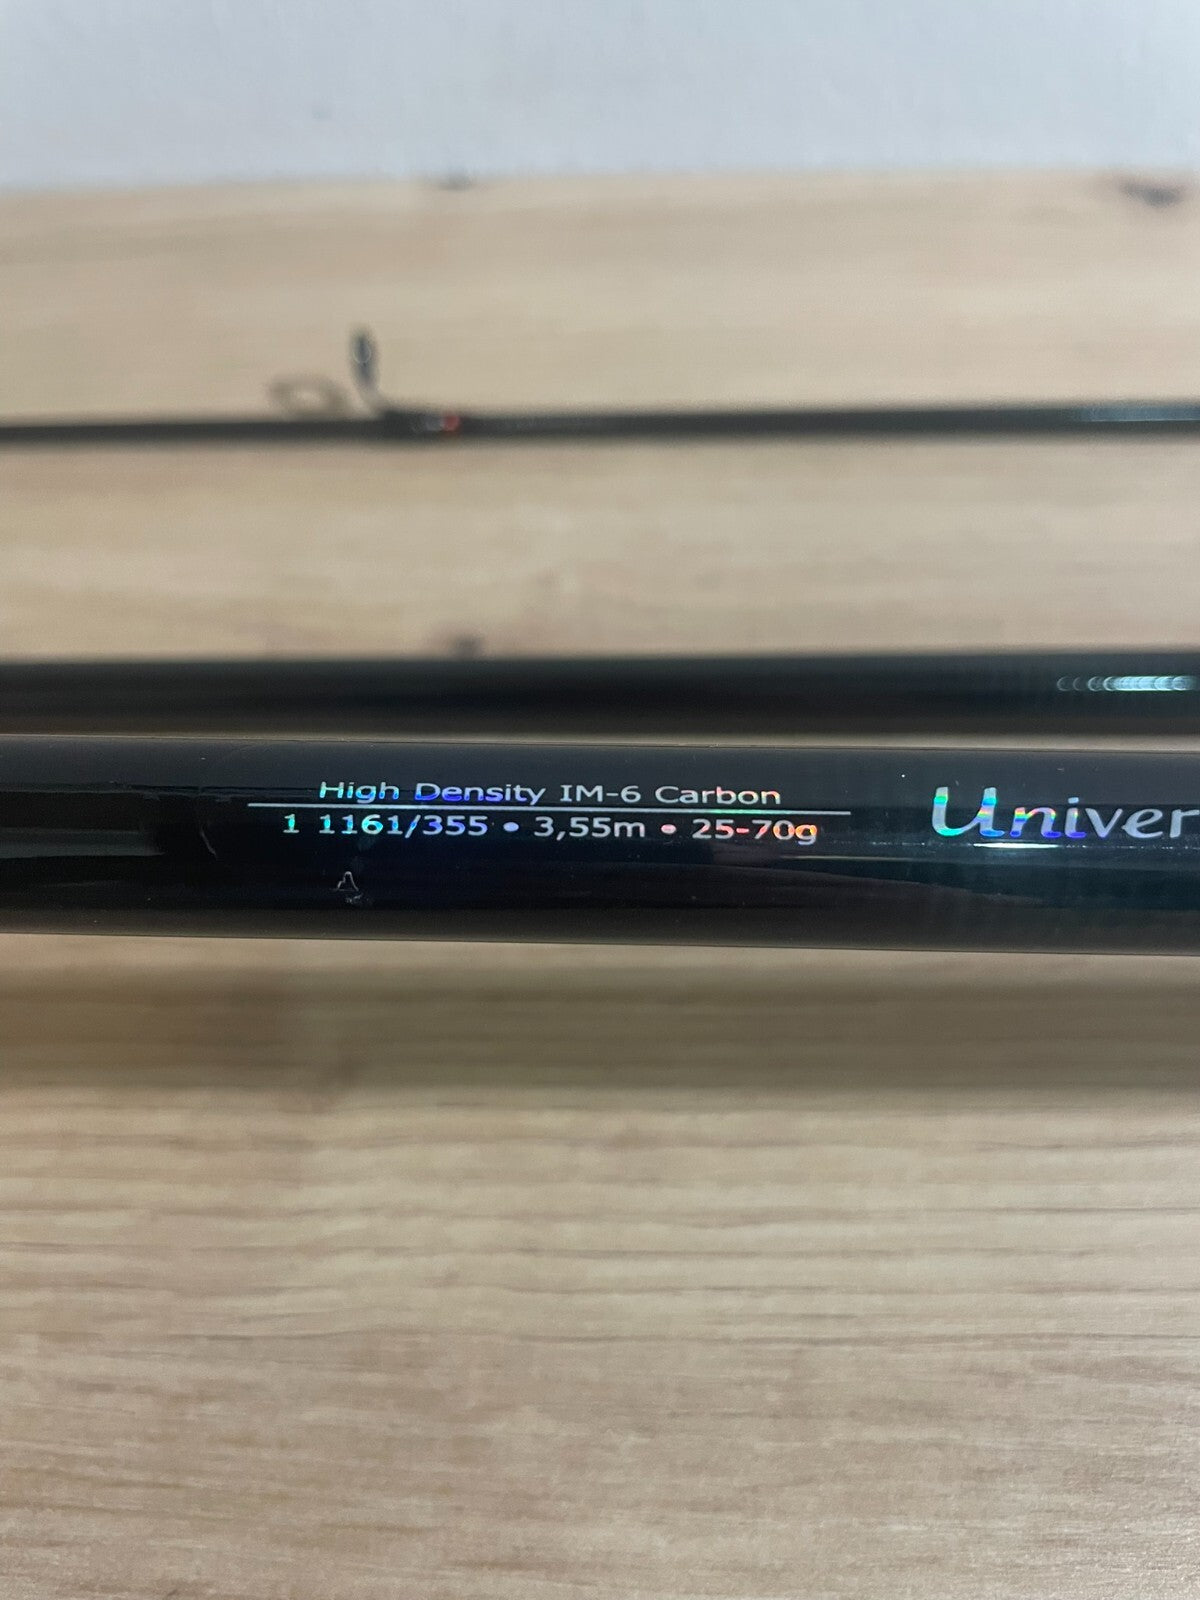 High Density IM-6 Carbon
1 1161/355 • 3,55m • 25-70g
Univer